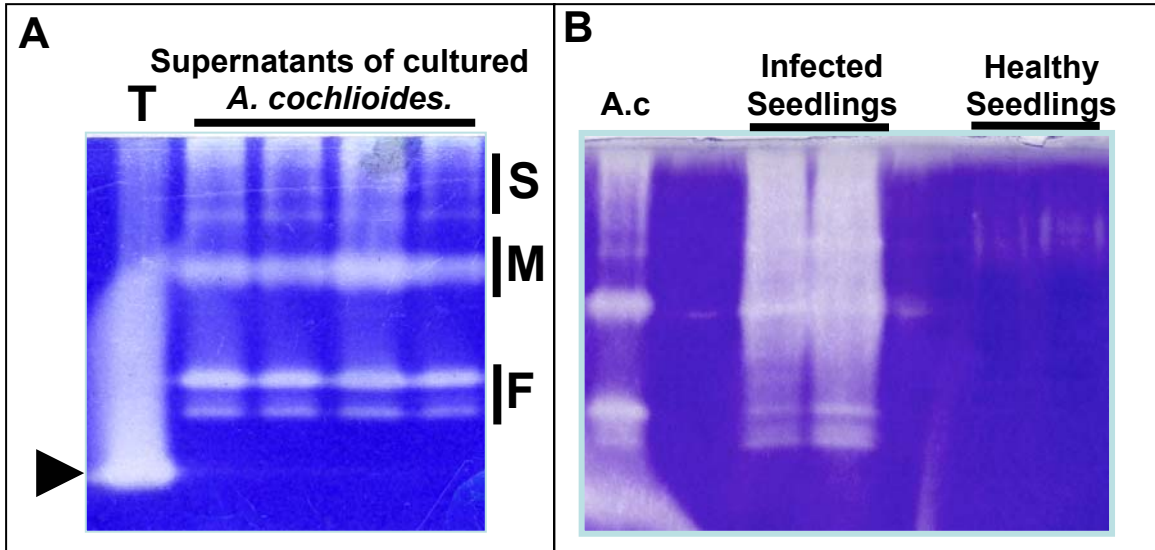 A
Supernatants of cultured
A. cochlioides.
T
S
M
F
B
Infected
Seedlings
Healthy
Seedlings
A.c